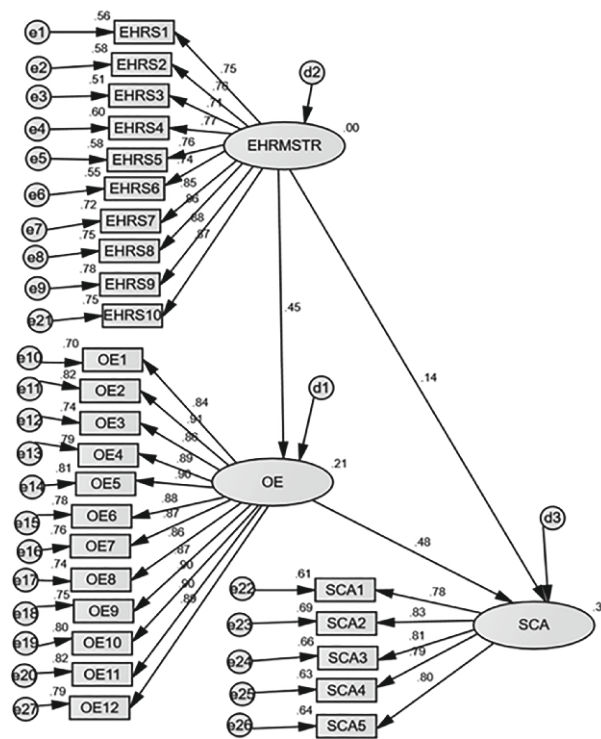 .56
e1 EHRS1
.58 .75
e2 EHRS2 d2
.51 .76
e3 EHRS3 .71
.60 .77
e4 EHRS4 .00
EHRMSTR
.58 .76
e5 EHRS5 .74
.55
e6 EHRS6 .85
.72 .86
e7 EHRS7 .88
.75 .87
e8 EHRS8
.78
e9 EHRS9
.75
e21 EHRS10
.45
.14
.70
e10 OE1
.82 .84
e11 OE2 d1
.74 .91
e12 OE3 .86
.79 .89
e13 OE4 .21
.81 .90
e14 OE5 OE
.78 .88
e15 OE6 .87
.76 .86
e16 OE7 .87
.74 .90
e17 OE8 .90
.75 .89
e18 OE9
.80
e19 OE10
.82
e20 OE11
.79
e27 OE12
.48
d3
.61
e22 SCA1 .78
.69
e23 SCA2 .83
.66
e24 SCA3 .81
SCA
.63 .79
e25 SCA4
.64 .80
e26 SCA5